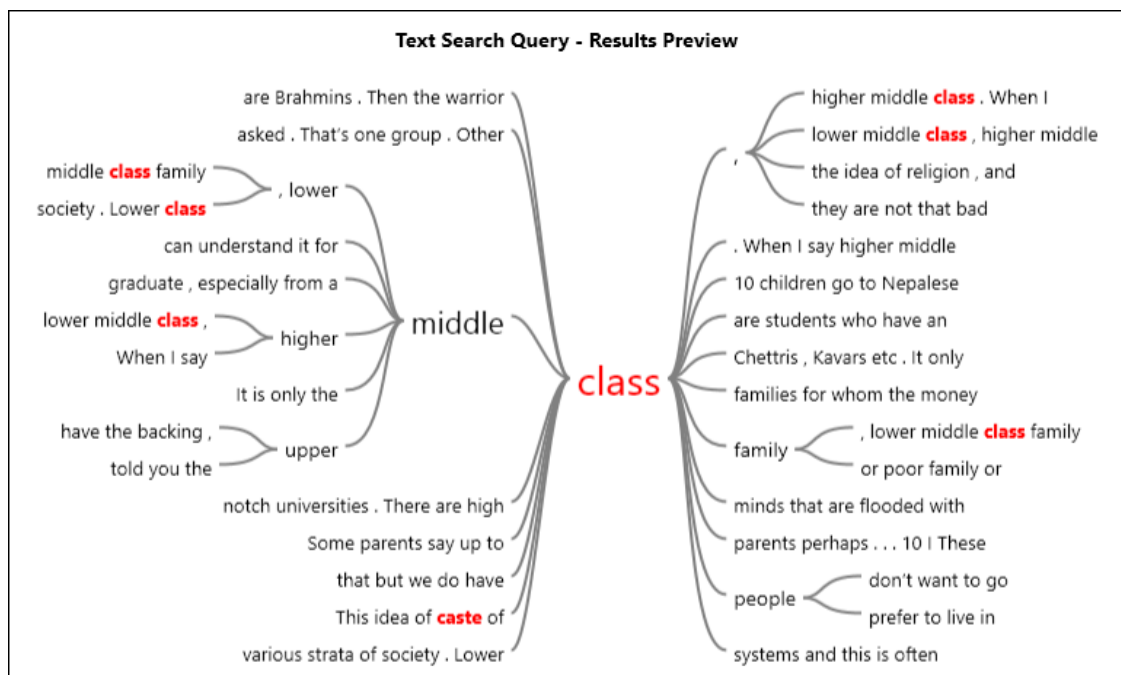 Text Search Query - Results Preview
are Brahmins . Then the warrior
asked . That's one group . Other
middle class family
society . Lower class
, lower
can understand it for
graduate , especially from a
lower middle class ,
When I say
higher
It is only the
have the backing ,
told you the
upper
middle
notch universities . There are high
Some parents say up to
that but we do have
This idea of caste of
various strata of society . Lower
class
,
higher middle class . When I
lower middle class , higher middle
the idea of religion , and
they are not that bad
. When I say higher middle
10 children go to Nepalese
are students who have an
Chettris , Kavars etc . It only
families for whom the money
family
, lower middle class family
or poor family or
minds that are flooded with
parents perhaps . . . 10 I These
people
don't want to go
prefer to live in
systems and this is often